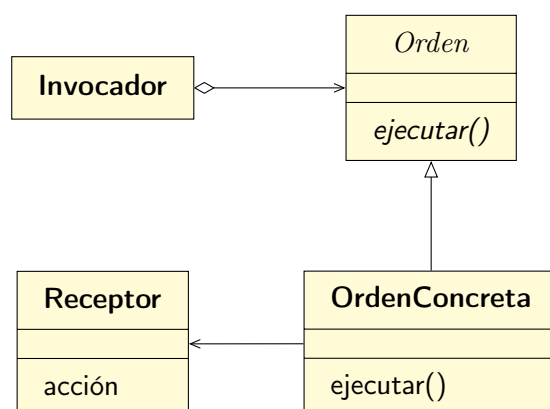 Orden
Invocador
ejecutar()
Receptor
acción
OrdenConcreta
ejecutar()